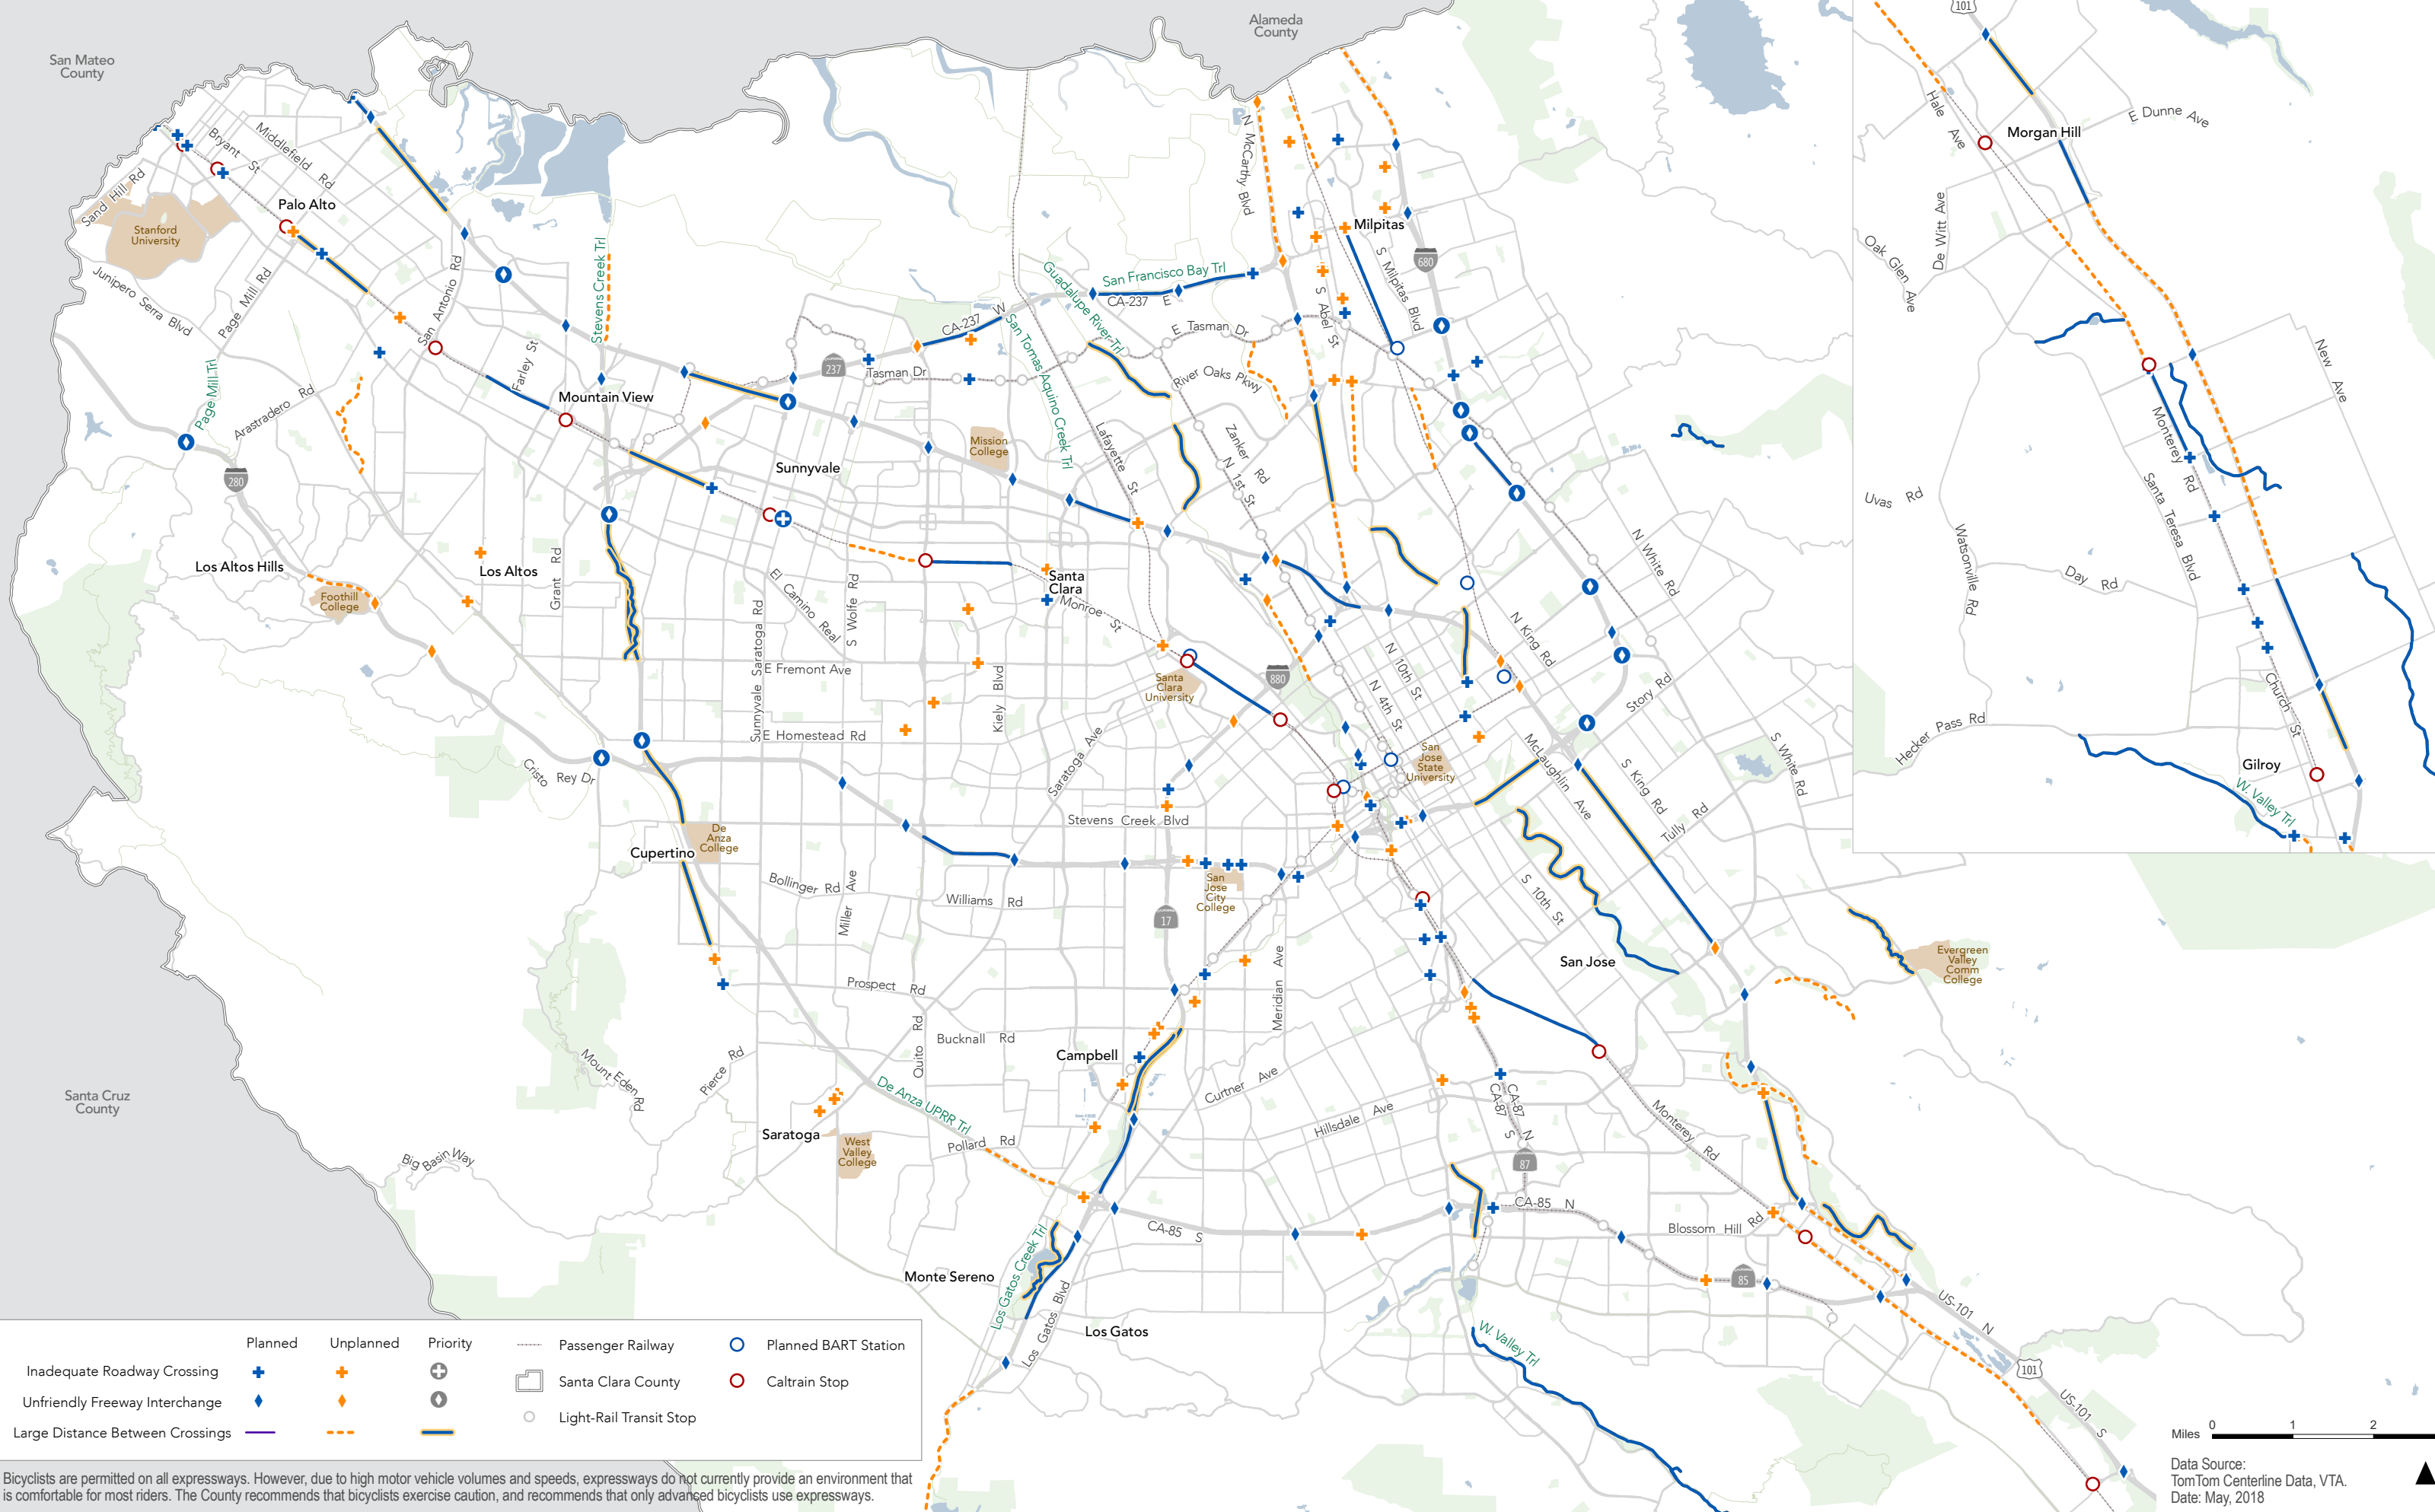 San Mateo
County
Alameda
County
101
Hale Ave
Morgan Hill
E Dunne Ave
De Witt Ave
Oak Glen Ave
New Ave
Monterey Rd
Santa Teresa Blvd
Uvas Rd
Watsonville Rd
Day Rd
Church St
Hecker Pass Rd
Gilroy
W. Valley Trl
Sand Hill Rd
Bryant St
Middlefield Rd
Palo Alto
Stanford
University
Junipero Serra Blvd
Page Mill Rd
San Antonio Rd
Stevens Creek Trl
Page Mill Trl
Arastradero Rd
Farley St
Mountain View
280
237
Tasman Dr
CA-237 W
San Francisco Bay Trl
CA-237 E
Guadalupe River Trl
E Tasman Dr
San Tomas Aquino Creek Trl
River Oaks Pkwy
N McCarthy Blvd
Milpitas
S Milpitas Blvd
S Abel St
680
Sunnyvale
Mission
College
Lafayette St
Zanker Rd
N 1st St
N White Rd
Los Altos Hills
Foothill
College
Los Altos
Grant Rd
El Camino Real
Sunnyvale Saratoga Rd
S Wolfe Rd
Santa
Clara
Monroe St
E Fremont Ave
Kiely Blvd
Santa
Clara
University
880
N 10th St
N 4th St
N King Rd
Story Rd
E Homestead Rd
Saratoga Ave
San
Jose
State
University
McLaughlin Ave
S King Rd
S White Rd
Cristo Rey Dr
Stevens Creek Blvd
Tully Rd
De
Anza
College
Cupertino
Bollinger Rd
Miller Ave
Williams Rd
San
Jose
City
College
17
S 10th St
San Jose
Evergreen
Valley
Comm
College
Prospect Rd
Meridian Ave
Quito Rd
Bucknall Rd
Campbell
Curtner Ave
Hillsdale Ave
CA-87 S
CA-87 N
87
Monterey Rd
Mount Eden Rd
Pierce Rd
De Anza UPRR Trl
Santa Cruz
County
Saratoga
West
Valley
College
Pollard Rd
Big Basin Way
CA-85 S
CA-85 N
Blossom Hill Rd
85
Monte Sereno
Los Gatos Creek Trl
Los Gatos Blvd
Los Gatos
W. Valley Trl
US-101 N
101
US-101 S
Planned Unplanned Priority
Inadequate Roadway Crossing
Unfriendly Freeway Interchange
Large Distance Between Crossings
Passenger Railway
Santa Clara County
Light-Rail Transit Stop
Planned BART Station
Caltrain Stop
Bicyclists are permitted on all expressways. However, due to high motor vehicle volumes and speeds, expressways do not currently provide an environment that
is comfortable for most riders. The County recommends that bicyclists exercise caution, and recommends that only advanced bicyclists use expressways.
0 1 2
Miles
Data Source:
TomTom Centerline Data, VTA.
Date: May, 2018